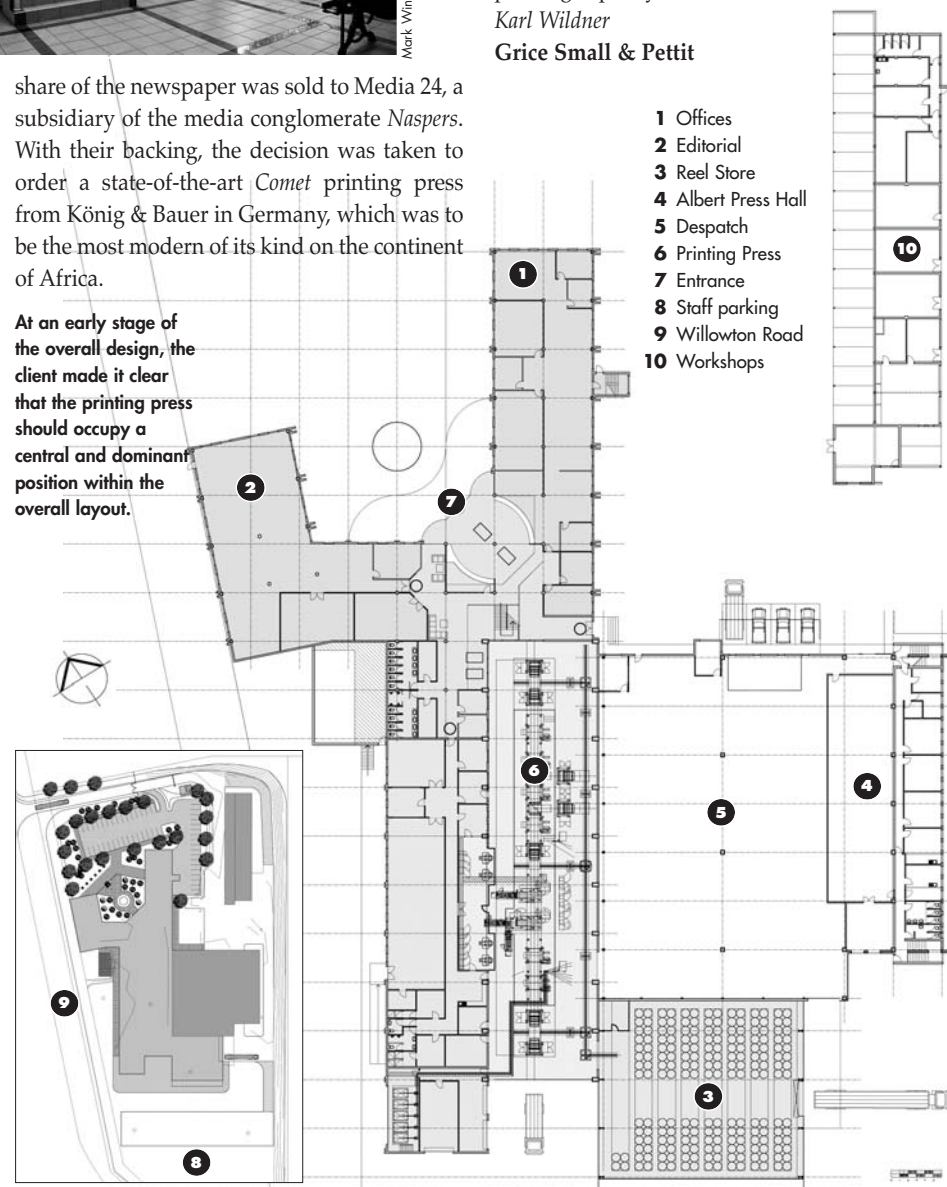 Mark Win
Karl Wildner
Grice Small & Pettit
share of the newspaper was sold to Media 24, a
subsidiary of the media conglomerate Naspers.
With their backing, the decision was taken to
order a state-of-the-art Comet printing press
from König & Bauer in Germany, which was to
be the most modern of its kind on the continent
of Africa.
At an early stage of
the overall design, the
client made it clear
that the printing press
should occupy a
central and dominant
position within the
overall layout.
1 Offices
2 Editorial
3 Reel Store
4 Albert Press Hall
5 Despatch
6 Printing Press
7 Entrance
8 Staff parking
9 Willowton Road
10 Workshops
1
10
2
7
6
4
5
9
3
8